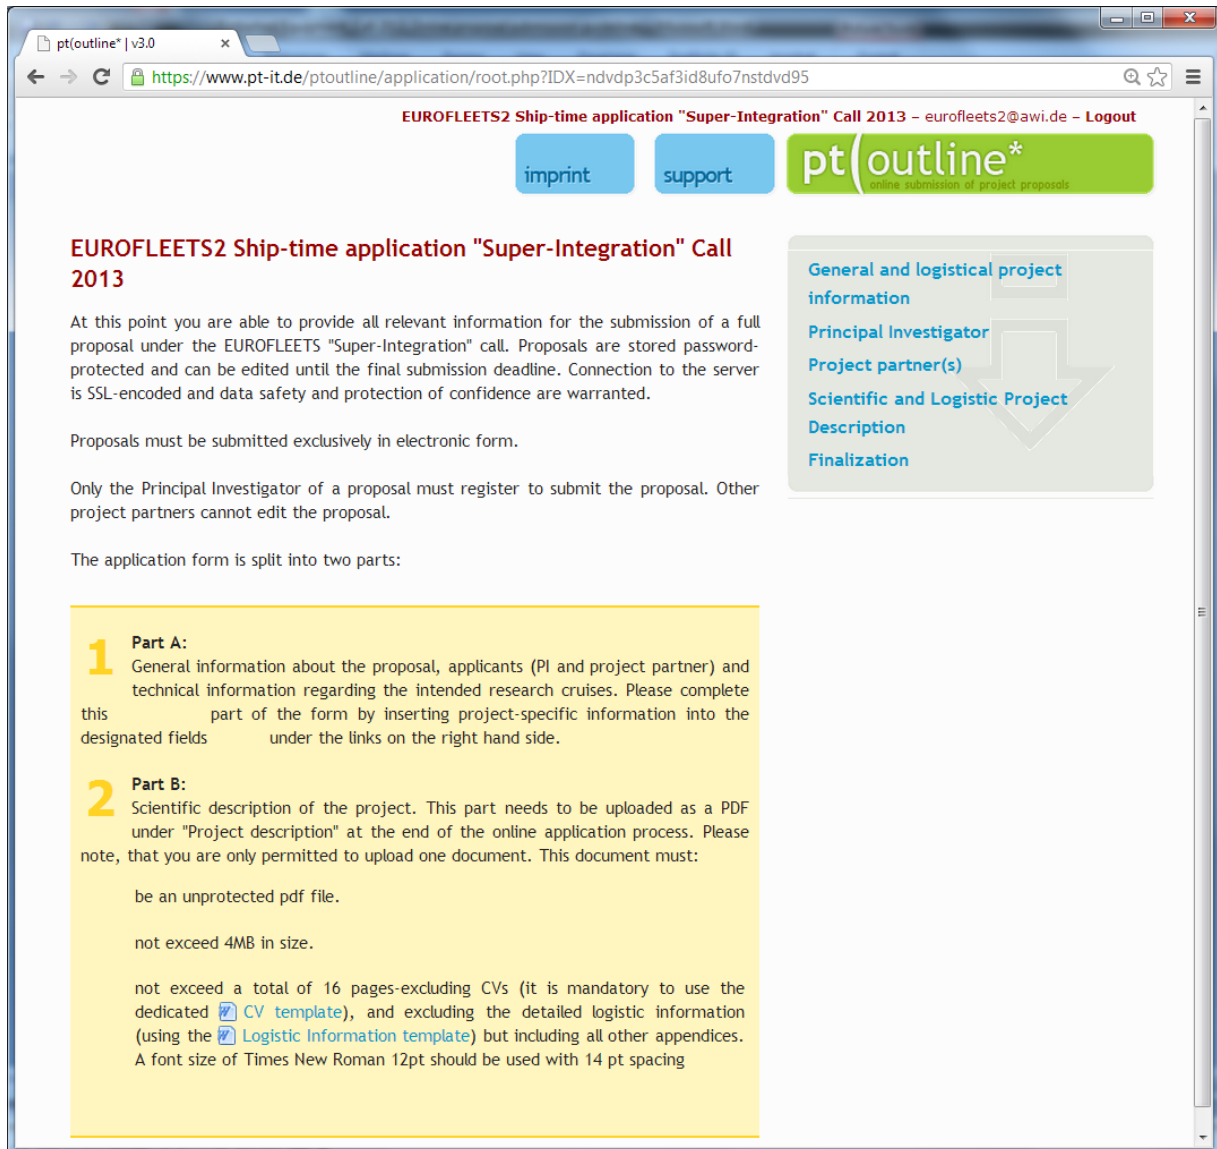 pt(outline* | v3.0
https://www.pt-it.de/ptoutline/application/root.php?IDX=ndvdp3c5af3id8ufo7nstdvd95
EUROFLEETS2 Ship-time application "Super-Integration" Call 2013 – eurofleets2@awi.de – Logout
imprint
support
pt(outline*
online submission of project proposals
EUROFLEETS2 Ship-time application "Super-Integration" Call
2013
At this point you are able to provide all relevant information for the submission of a full
proposal under the EUROFLEETS "Super-Integration" call. Proposals are stored password-
protected and can be edited until the final submission deadline. Connection to the server
is SSL-encoded and data safety and protection of confidence are warranted.
Proposals must be submitted exclusively in electronic form.
Only the Principal Investigator of a proposal must register to submit the proposal. Other
project partners cannot edit the proposal.
The application form is split into two parts:
1 Part A:
General information about the proposal, applicants (PI and project partner) and
technical information regarding the intended research cruises. Please complete
this part of the form by inserting project-specific information into the
designated fields under the links on the right hand side.
2 Part B:
Scientific description of the project. This part needs to be uploaded as a PDF
under "Project description" at the end of the online application process. Please
note, that you are only permitted to upload one document. This document must:
be an unprotected pdf file.
not exceed 4MB in size.
not exceed a total of 16 pages-excluding CVs (it is mandatory to use the
dedicated CV template), and excluding the detailed logistic information
(using the Logistic Information template) but including all other appendices.
A font size of Times New Roman 12pt should be used with 14 pt spacing
General and logistical project
information
Principal Investigator
Project partner(s)
Scientific and Logistic Project
Description
Finalization